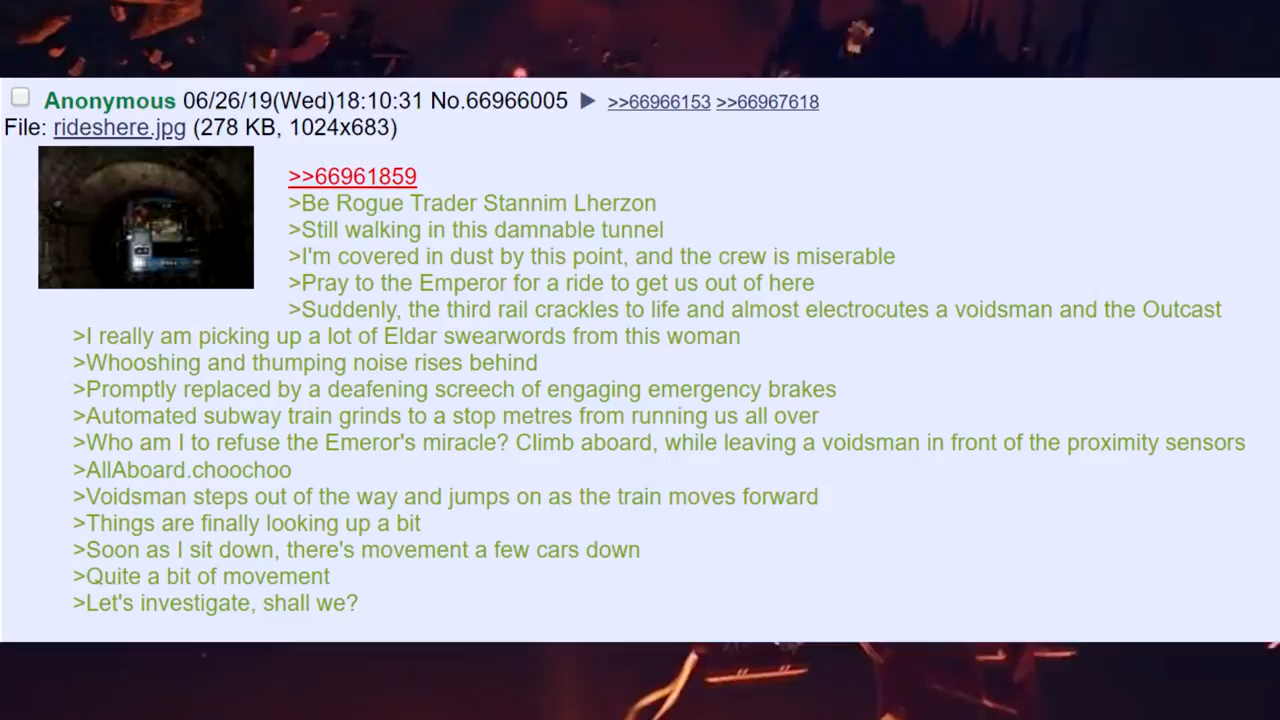 Anonymous 06/26/19(Wed)18:10:31 No.66966005 ▶ >>66966153 >>66967618
File: rideshere.jpg (278 KB, 1024x683)
>>66961859
>Be Rogue Trader Stannim Lherzon
>Still walking in this damnable tunnel
>I'm covered in dust by this point, and the crew is miserable
>Pray to the Emperor for a ride to get us out of here
>Suddenly, the third rail crackles to life and almost electrocutes a voidsman and the Outcast
>I really am picking up a lot of Eldar swearwords from this woman
>Whooshing and thumping noise rises behind
>Promptly replaced by a deafening screech of engaging emergency brakes
>Automated subway train grinds to a stop metres from running us all over
>Who am I to refuse the Emeror's miracle? Climb aboard, while leaving a voidsman in front of the proximity sensors
>AllAboard.choochoo
>Voidsman steps out of the way and jumps on as the train moves forward
>Things are finally looking up a bit
>Soon as I sit down, there's movement a few cars down
>Quite a bit of movement
>Let's investigate, shall we?